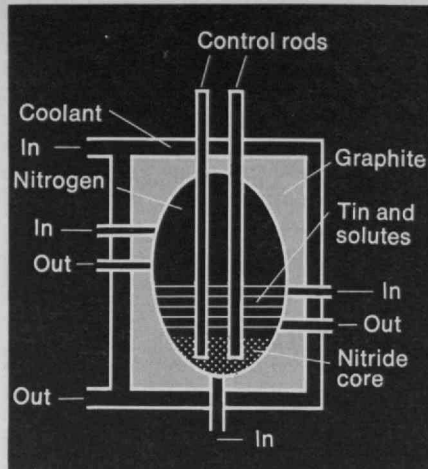 Control rods
Coolant
In
Graphite
Nitrogen
Tin and
solutes
In
Out
In
Out
Nitride
core
Out
In